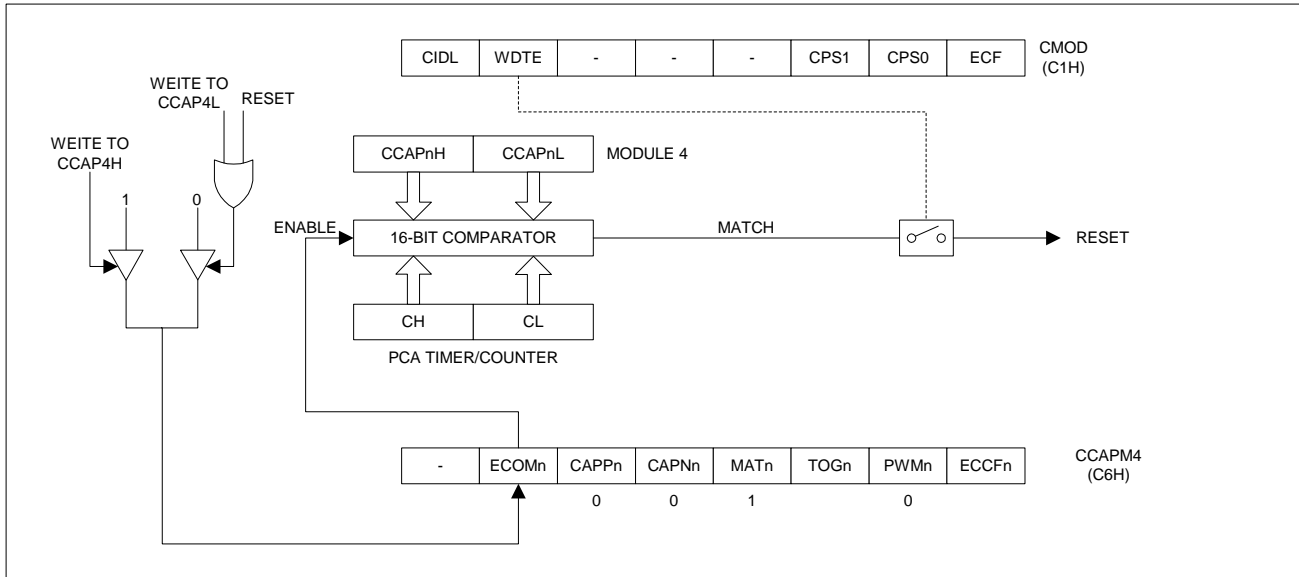 CIDL WDTE - - - CPS1 CPS0 ECF
CMOD
(C1H)
WEITE TO
CCAP4L
RESET
WEITE TO
CCAP4H
1
0
CCAPnH CCAPnL
MODULE 4
ENABLE
16-BIT COMPARATOR
MATCH
RESET
CH CL
PCA TIMER/COUNTER
- ECOMn CAPPn CAPNn MATn TOGn PWMn ECCFn
CCAPM4
(C6H)
0 0 1 0